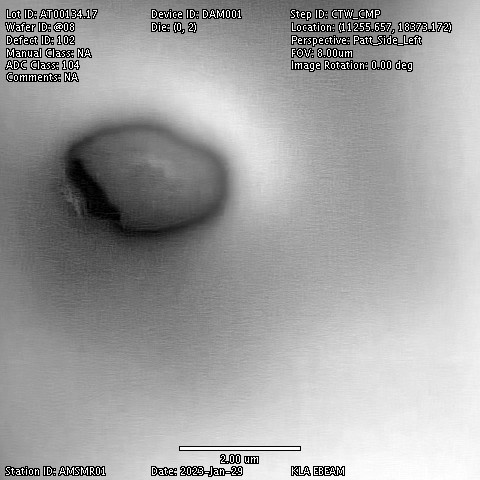 Lot ID: AT00134.17 Device ID: DAM001 Step ID: CTW_CMP
Wafer ID: @08 Die: (0, 2) Location: (11255.657, 18373.172)
Defect ID: 102 Perspective: Patt_Side_Left
Manual Class: NA FOV: 8.00um
ADC Class: 104 Image Rotation: 0.00 deg
Comments: NA
2.00 um
Station ID: AMSMR01 Date: 2023-Jan-29 KLA EBEAM